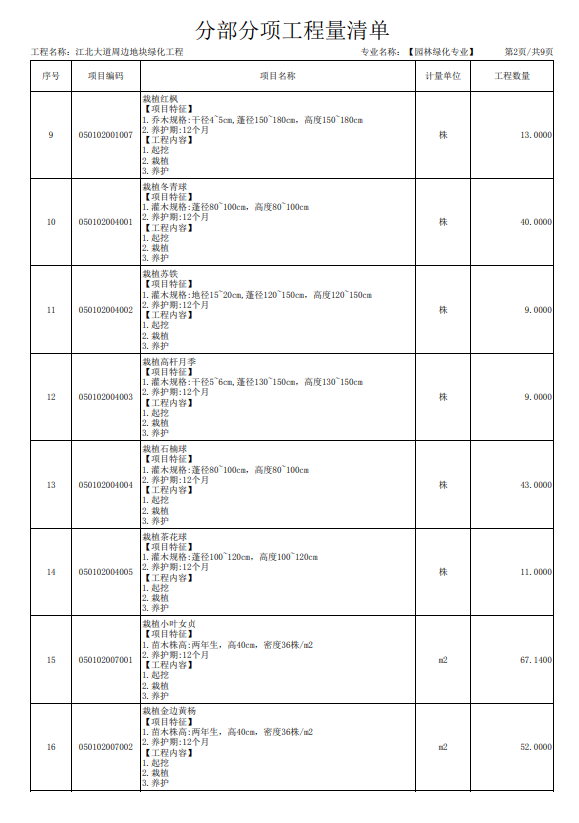 分部分项工程量清单
工程名称：江北大道周边地块绿化工程 专业名称：【园林绿化专业】 第2页/共9页
序号 项目编码 项目名称 计量单位 工程数量
9 050102001007 栽植红枫
【项目特征】
1.乔木规格:干径4~5cm,蓬径150~180cm，高度150~180cm
2.养护期:12个月
【工程内容】
1.起挖
2.栽植
3.养护
株 13.0000
10 050102004001 栽植冬青球
【项目特征】
1.灌木规格:蓬径80~100cm，高度80~100cm
2.养护期:12个月
【工程内容】
1.起挖
2.栽植
3.养护
株 40.0000
11 050102004002 栽植苏铁
【项目特征】
1.灌木规格:地径15~20cm,蓬径120~150cm，高度120~150cm
2.养护期:12个月
【工程内容】
1.起挖
2.栽植
3.养护
株 9.0000
12 050102004003 栽植高杆月季
【项目特征】
1.灌木规格:干径5~6cm,蓬径130~150cm，高度130~150cm
2.养护期:12个月
【工程内容】
1.起挖
2.栽植
3.养护
株 9.0000
13 050102004004 栽植石楠球
【项目特征】
1.灌木规格:蓬径80~100cm，高度80~100cm
2.养护期:12个月
【工程内容】
1.起挖
2.栽植
3.养护
株 43.0000
14 050102004005 栽植茶花球
【项目特征】
1.灌木规格:蓬径100~120cm，高度100~120cm
2.养护期:12个月
【工程内容】
1.起挖
2.栽植
3.养护
株 11.0000
15 050102007001 栽植小叶女贞
【项目特征】
1.苗木株高:两年生，高40cm，密度36株/m2
2.养护期:12个月
【工程内容】
1.起挖
2.栽植
3.养护
m2 67.1400
16 050102007002 栽植金边黄杨
【项目特征】
1.苗木株高:两年生，高40cm，密度36株/m2
2.养护期:12个月
【工程内容】
1.起挖
2.栽植
3.养护
m2 52.0000